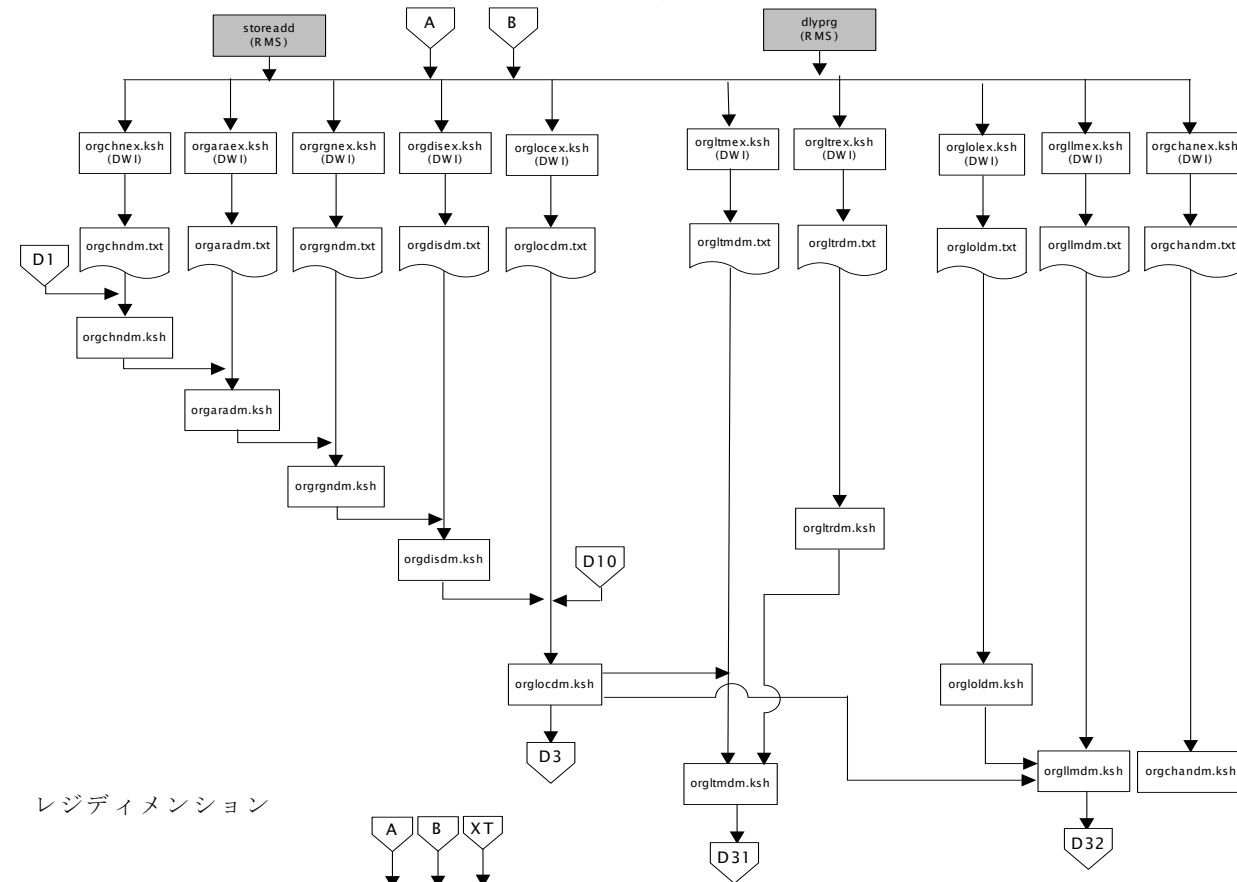 storeadd
(RMS)
A
B
dlyprg
(RMS)
orgchnex.ksh
(DWI)
orgaraex.ksh
(DWI)
orgrgnex.ksh
(DWI)
orgdisex.ksh
(DWI)
orglocex.ksh
(DWI)
orgltmex.ksh
(DWI)
orgltrex.ksh
(DWI)
orglolex.ksh
(DWI)
orgllmex.ksh
(DWI)
orgchanex.ksh
(DWI)
orgchndm.txt
orgaradm.txt
orgrgndm.txt
orgdisdm.txt
orglocdm.txt
orgltmdm.txt
orgltrdm.txt
orgloldm.txt
orgllmdm.txt
orgchandm.txt
D1
orgchndm.ksh
orgaradm.ksh
orgrgndm.ksh
orgltrdm.ksh
orgdisdm.ksh
D10
orglocdm.ksh
orgloldm.ksh
D3
orgltmdm.ksh
orgllmdm.ksh
orgchandm.ksh
レジディメンション
A
B
XT
D31
D32